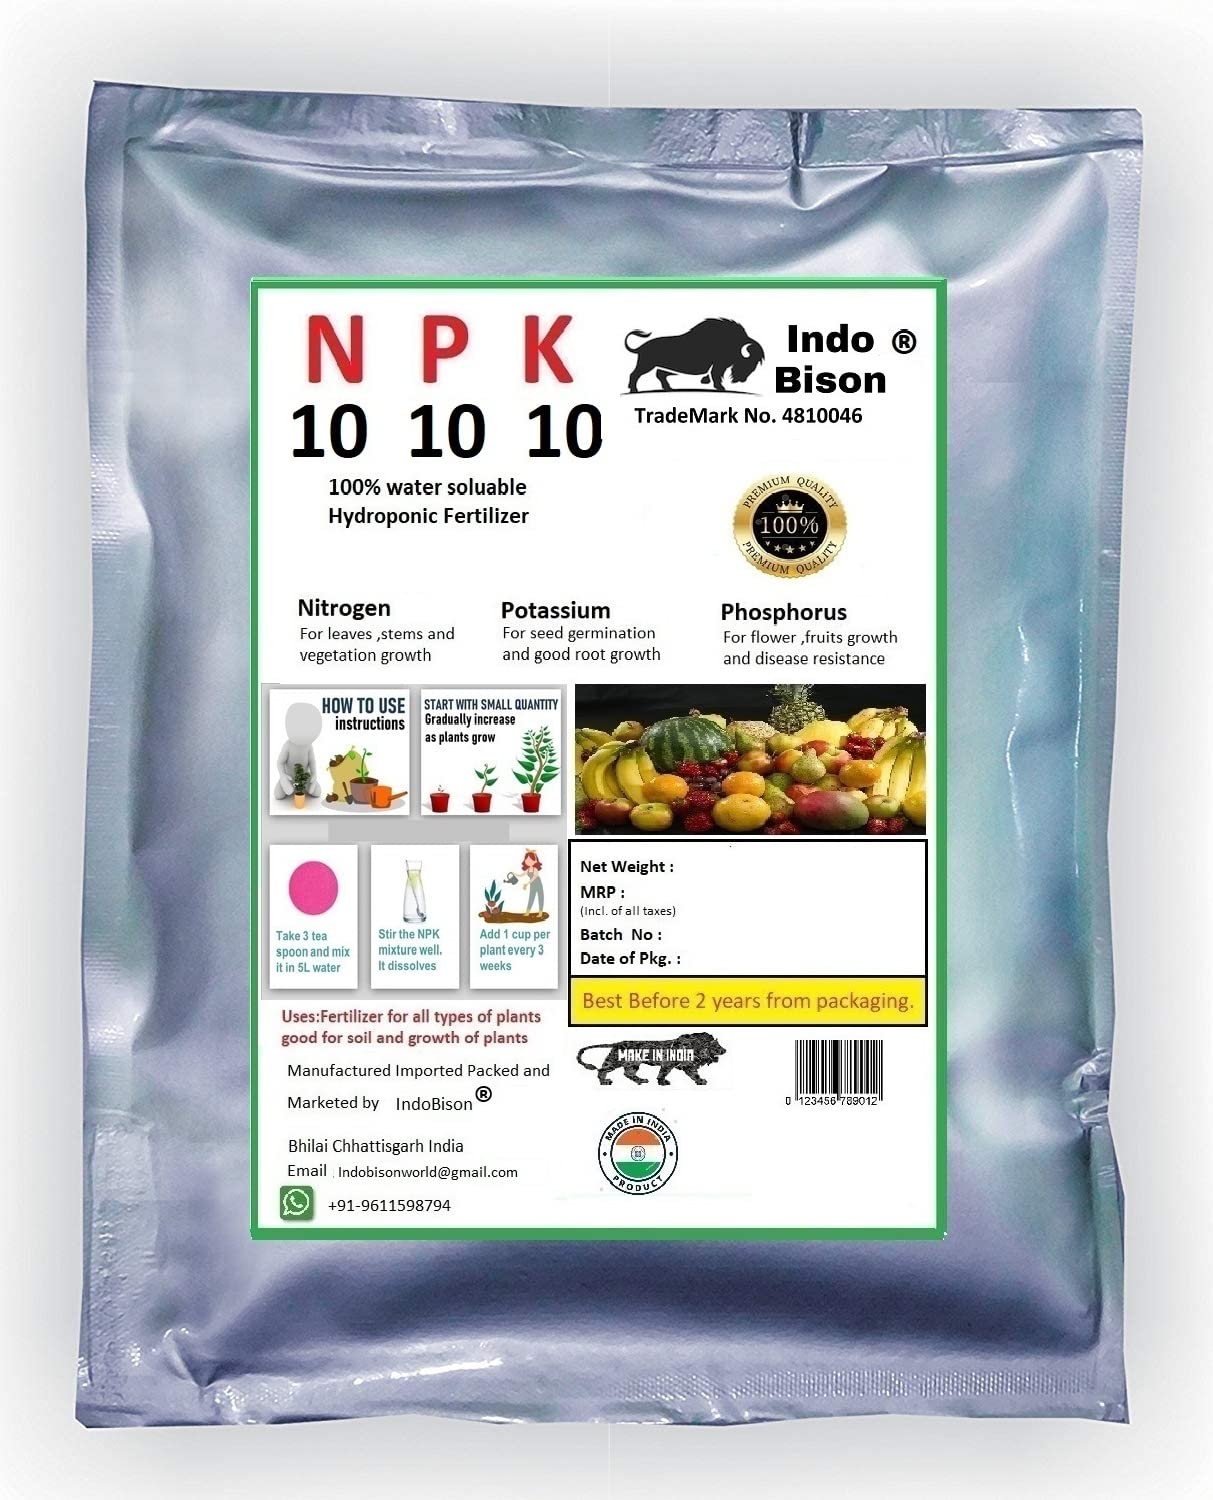 N P K
10 10 10
Indo ®
Bison
TradeMark No. 4810046
100% water soluable
Hydroponic Fertilizer
PREMIUM QUALITY
100%
PREMIUM QUALITY
Nitrogen
For leaves ,stems and
vegetation growth
Potassium
For seed germination
and good root growth
Phosphorus
For flower ,fruits growth
and disease resistance
HOW TO USE
instructions
START WITH SMALL QUANTITY
Gradually increase
as plants grow
Take 3 tea
spoon and mix
it in 5L water
Stir the NPK
mixture well.
It dissolves
Add 1 cup per
plant every 3
weeks
Net Weight :
MRP :
(Incl. of all taxes)
Batch No :
Date of Pkg. :
Best Before 2 years from packaging.
Uses:Fertilizer for all types of plants
good for soil and growth of plants
Manufactured Imported Packed and
Marketed by IndoBison®
Bhilai Chhattisgarh India
Email Indobisonworld@gmail.com
+91-9611598794
MAKE IN INDIA
MADE IN INDIA
PRODUCT
0 123456 789012